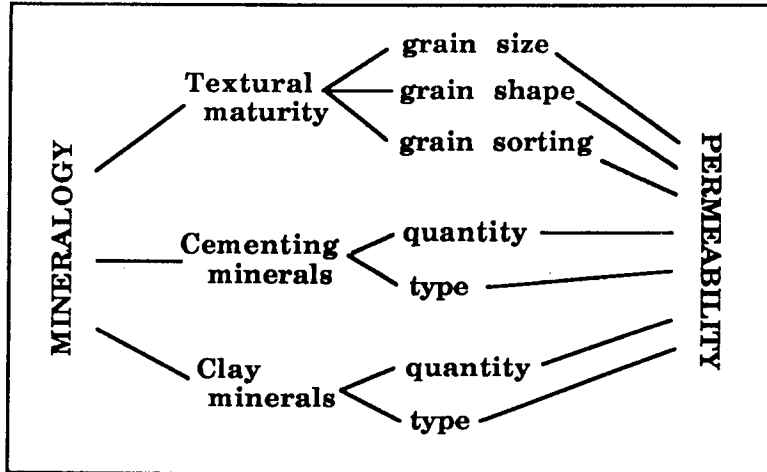 MINERALOGY
Textural
maturity
grain size
grain shape
grain sorting
Cementing
minerals
quantity
type
Clay
minerals
quantity
type
PERMEABILITY